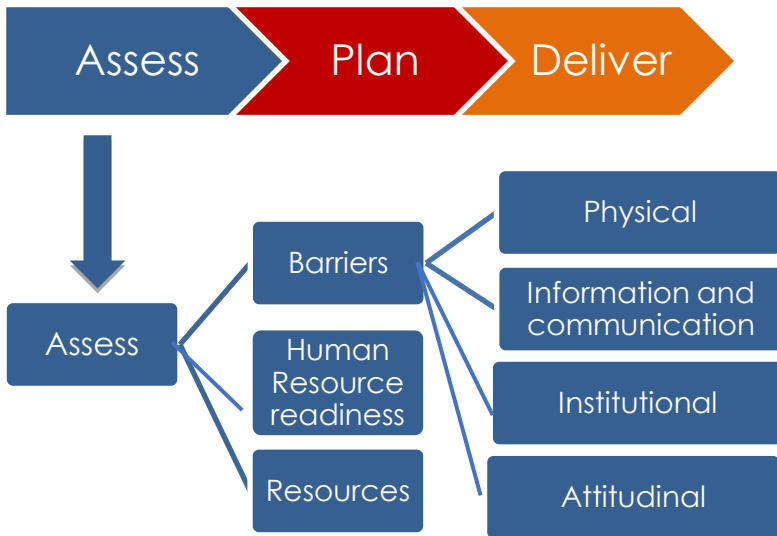 Assess
Plan
Deliver
Assess
Barriers
Human
Resource
readiness
Resources
Physical
Information and
communication
Institutional
Attitudinal